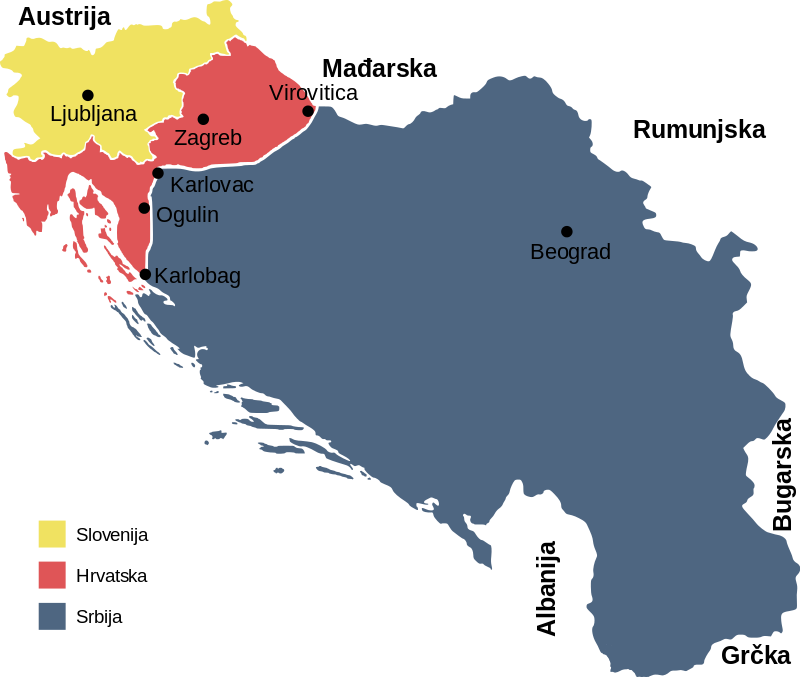 Austrija
Mađarska
Virovitica
Ljubljana
Zagreb
Rumunjska
Karlovac
Ogulin
Beograd
Karlobag
Bugarska
Albanija
Grčka
Slovenija
Hrvatska
Srbija